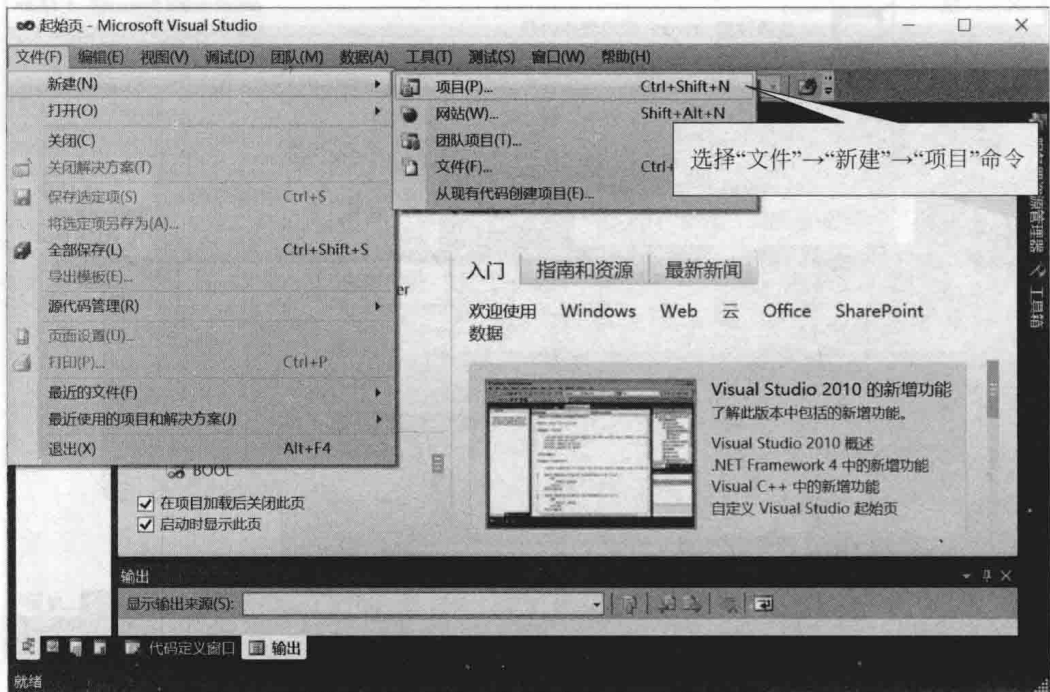 起始页 - Microsoft Visual Studio
文件(F) 编辑(E) 视图(V) 调试(D) 团队(M) 数据(A) 工具(T) 测试(S) 窗口(W) 帮助(H)
新建(N)
打开(O)
关闭(C)
关闭解决方案(T)
保存选定项(S) Ctrl+S
将选定项另存为(A)...
全部保存(L) Ctrl+Shift+S
导出模板(E)...
源代码管理(R)
页面设置(U)...
打印(P)... Ctrl+P
最近的文件(F)
最近使用的项目和解决方案(J)
退出(X) Alt+F4
项目(P)... Ctrl+Shift+N
网站(W)... Shift+Alt+N
团队项目(T)...
文件(F)... Ctrl+
从现有代码创建项目(E)...
选择“文件”→“新建”→“项目”命令
源管理器
工具箱
er
入门 指南和资源 最新新闻
欢迎使用 Windows Web 云 Office SharePoint
数据
Visual Studio 2010 的新增功能
了解此版本中包括的新增功能。
Visual Studio 2010 概述
.NET Framework 4 中的新增功能
Visual C++ 中的新增功能
自定义 Visual Studio 起始页
BOOL
在项目加载后关闭此页
启动时显示此页
输出
显示输出来源(S):
代码定义窗口 输出
就绪